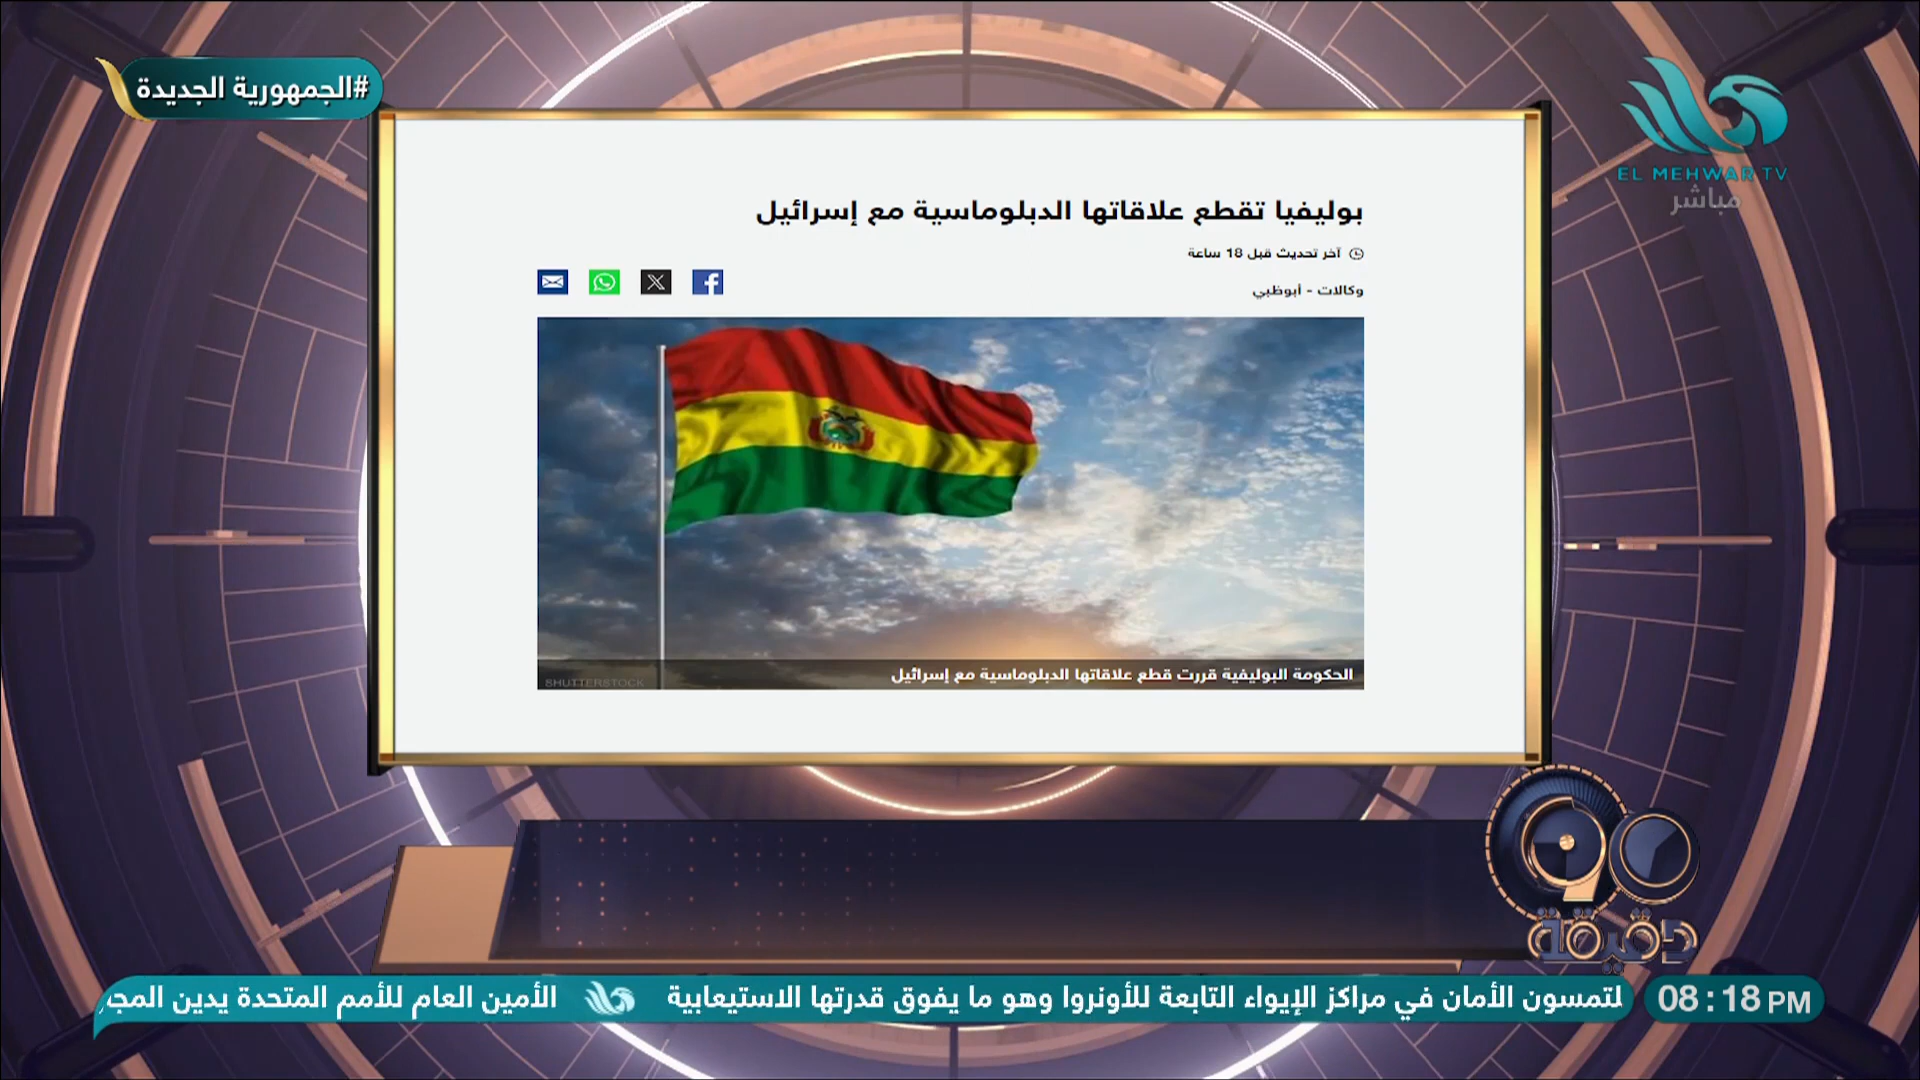 #الجمهورية الجديدة
EL MEHWAR TV
مباشر
بوليفيا تقطع علاقاتها الدبلوماسية مع إسرائيل
آخر تحديث قبل 18 ساعة
وكالات - أبوظبي
الحكومة البوليفية قررت قطع علاقاتها الدبلوماسية مع إسرائيل
SHUTTERSTOCK
90
دقيقة
لتمسون الأمان في مراكز الإيواء التابعة للأونروا وهو ما يفوق قدرتها الاستيعابية
الأمين العام للأمم المتحدة يدين المجر
08:18 PM